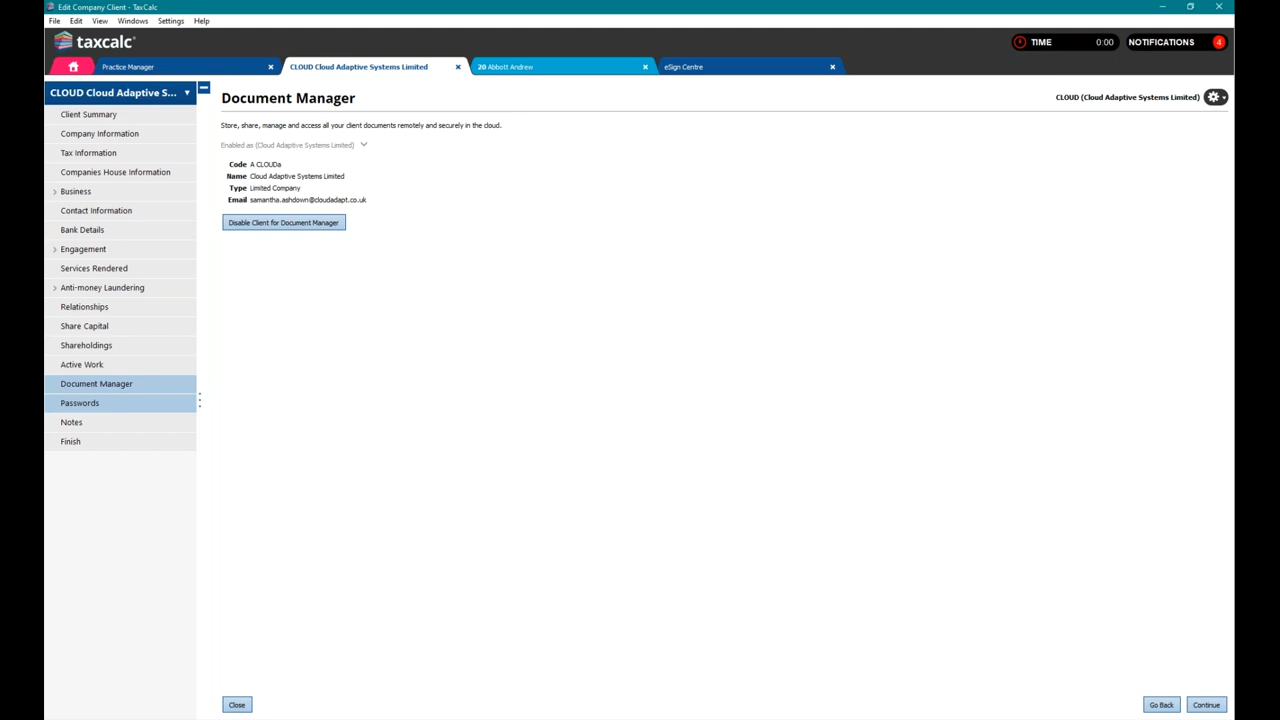 Edit Company Client - TaxCalc
File Edit View Windows Settings Help
taxcalc
TIME 0:00 NOTIFICATIONS 4
Practice Manager CLOUD Cloud Adaptive Systems Limited 20 Abbott Andrew eSign Centre
CLOUD Cloud Adaptive S...
Client Summary
Company Information
Tax Information
Companies House Information
Business
Contact Information
Bank Details
Engagement
Services Rendered
Anti-money Laundering
Relationships
Share Capital
Shareholdings
Active Work
Document Manager
Passwords
Notes
Finish
Document Manager
CLOUD (Cloud Adaptive Systems Limited)
Store, share, manage and access all your client documents remotely and securely in the cloud.
Enabled as (Cloud Adaptive Systems Limited)
Code A CLOUDa
Name Cloud Adaptive Systems Limited
Type Limited Company
Email samantha.ashdown@cloudadapt.co.uk
Disable Client for Document Manager
Close Go Back Continue